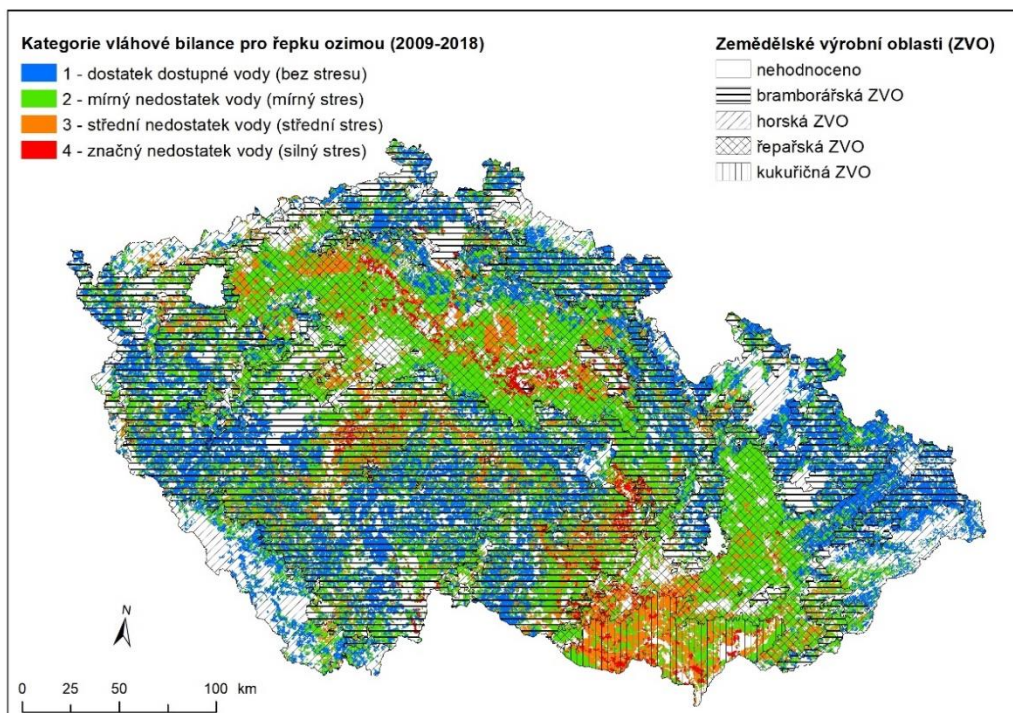 Kategorie vláhové bilance pro řepku ozimou (2009-2018)
1 - dostatek dostupné vody (bez stresu)
2 - mírný nedostatek vody (mírný stres)
3 - střední nedostatek vody (střední stres)
4 - značný nedostatek vody (silný stres)
Zemědělské výrobní oblasti (ZVO)
nehodnoceno
bramborářská ZVO
horská ZVO
řepařská ZVO
kukuřičná ZVO
N
0 25 50 100 km